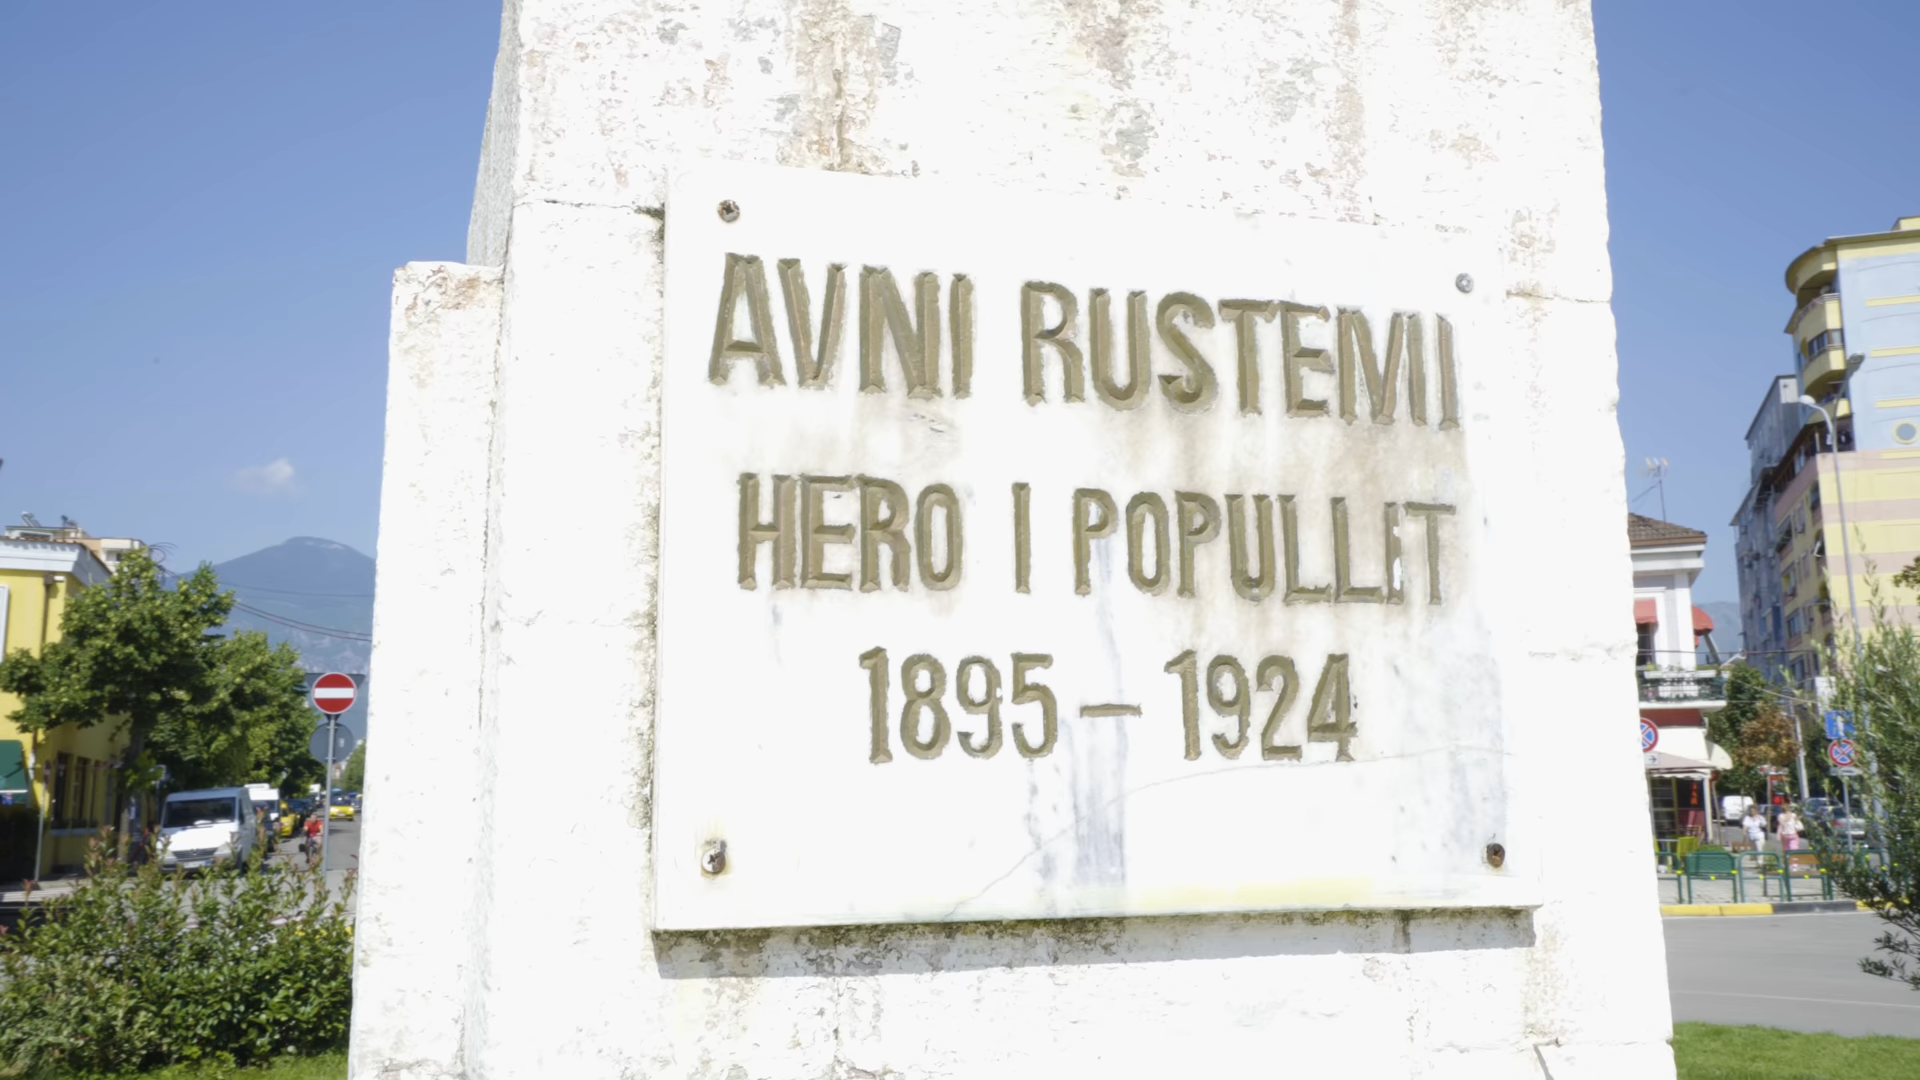 AVNI RUSTEMI
HERO I POPULLIT
1895 – 1924